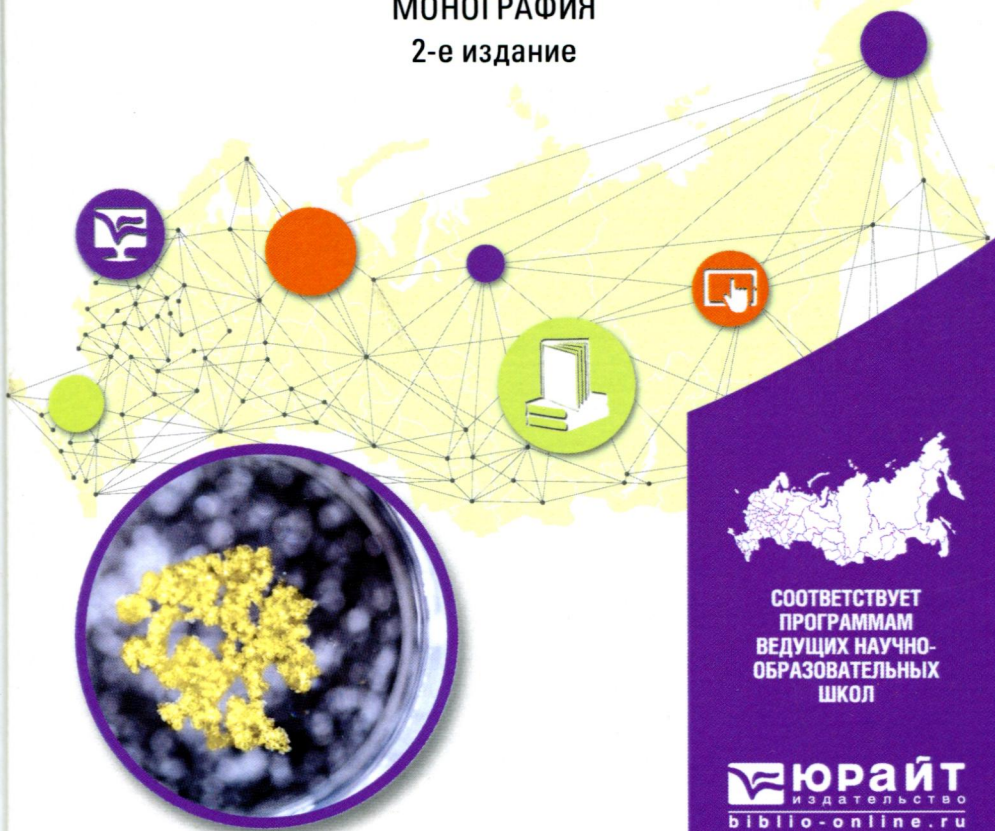 МОНОГРАФИЯ
2-е издание
СООТВЕТСТВУЕТ
ПРОГРАММАМ
ВЕДУЩИХ НАУЧНО-
ОБРАЗОВАТЕЛЬНЫХ
ШКОЛ
юрайт
издательство
biblio-online.ru